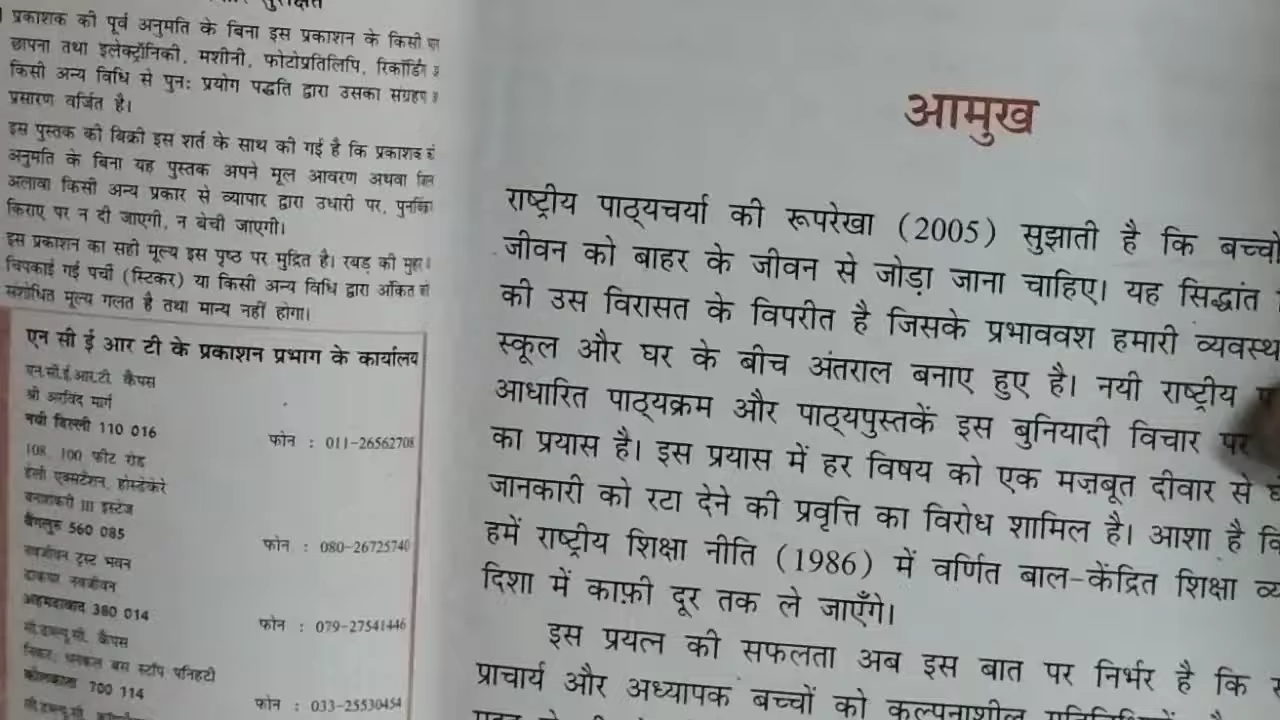 सुरक्षित
प्रकाशक की पूर्व अनुमति के बिना इस प्रकाशन के किसी
छापना तथा इलेक्ट्रॉनिकी, मशीनी, फोटोप्रतिलिपि, रिकॉर्डिंग
किसी अन्य विधि से पुनः प्रयोग पद्धति द्वारा उसका संग्रहण
प्रसारण वर्जित है।
इस पुस्तक की बिक्री इस शर्त के साथ की गई है कि प्रकाशक
अनुमति के बिना यह पुस्तक अपने मूल आवरण अथवा
अलावा किसी अन्य प्रकार से व्यापार द्वारा उधारी पर,
किराए पर न दी जाएगी, न बेची जाएगी।
इस प्रकाशन का सही मूल्य इस पृष्ठ पर मुद्रित है। रबड़ की मुहर
चिपकाई गई पर्ची (स्टिकर) या किसी अन्य विधि द्वारा अंकित
संशोधित मूल्य गलत है तथा मान्य नहीं होगा।
एन सी ई आर टी के प्रकाशन प्रभाग के कार्यालय
एन.सी.ई.आर.टी. कैंपस
श्री अरविंद मार्ग
नयी दिल्ली 110 016
फोन : 011-26562708
108, 100 फीट रोड
हेली एक्सटेंशन, होस्डेकेरे
बनाशंकरी III इस्टेज
बैंगलुरु 560 085
फोन : 080-26725740
नवजीवन ट्रस्ट भवन
डाकघर नवजीवन
अहमदाबाद 380 014
फोन : 079-27541446
सी.डब्ल्यू.सी. कैंपस
निकट, धनकल बस स्टॉप पनिहटी
कोलकाता 700 114
फोन : 033-25530454
सी.डब्ल्यू.सी.
आमुख
राष्ट्रीय पाठ्यचर्या की रूपरेखा (2005) सुझाती है कि बच्चों
जीवन को बाहर के जीवन से जोड़ा जाना चाहिए। यह सिद्धांत
की उस विरासत के विपरीत है जिसके प्रभाववश हमारी
स्कूल और घर के बीच अंतराल बनाए हुए है। नयी राष्ट्रीय
आधारित पाठ्यक्रम और पाठ्यपुस्तकें इस बुनियादी विचार पर
का प्रयास है। इस प्रयास में हर विषय को एक मज़बूत दीवार से
जानकारी को रटा देने की प्रवृत्ति का विरोध शामिल है। आशा है
हमें राष्ट्रीय शिक्षा नीति (1986) में वर्णित बाल-केंद्रित शिक्षा
दिशा में काफ़ी दूर तक ले जाएँगे।
इस प्रयत्न की सफलता अब इस बात पर निर्भर है कि
प्राचार्य और अध्यापक बच्चों को कल्पनाशील